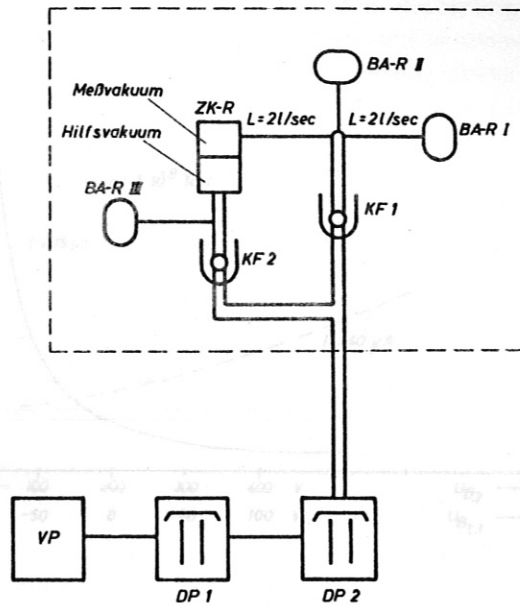 BA-R II
Meßvakuum
ZK-R
L=2l/sec
L=2l/sec
BA-R I
Hilfsvakuum
BA-R III
KF 1
KF 2
VP
DP 1
DP 2